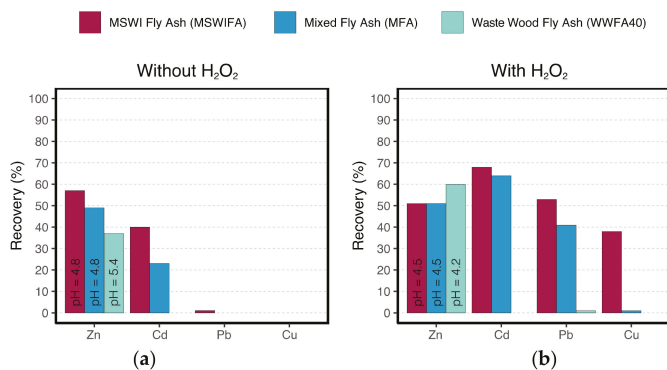 MSWI Fly Ash (MSWIFA) Mixed Fly Ash (MFA) Waste Wood Fly Ash (WWFA40)
Without H₂O₂
With H₂O₂
Recovery (%)
100
90
80
70
60
50
40
30
20
10
0
pH = 4.8
pH = 4.8
pH = 5.4
Zn Cd Pb Cu
(a)
Recovery (%)
100
90
80
70
60
50
40
30
20
10
0
pH = 4.5
pH = 4.5
pH = 4.2
Zn Cd Pb Cu
(b)